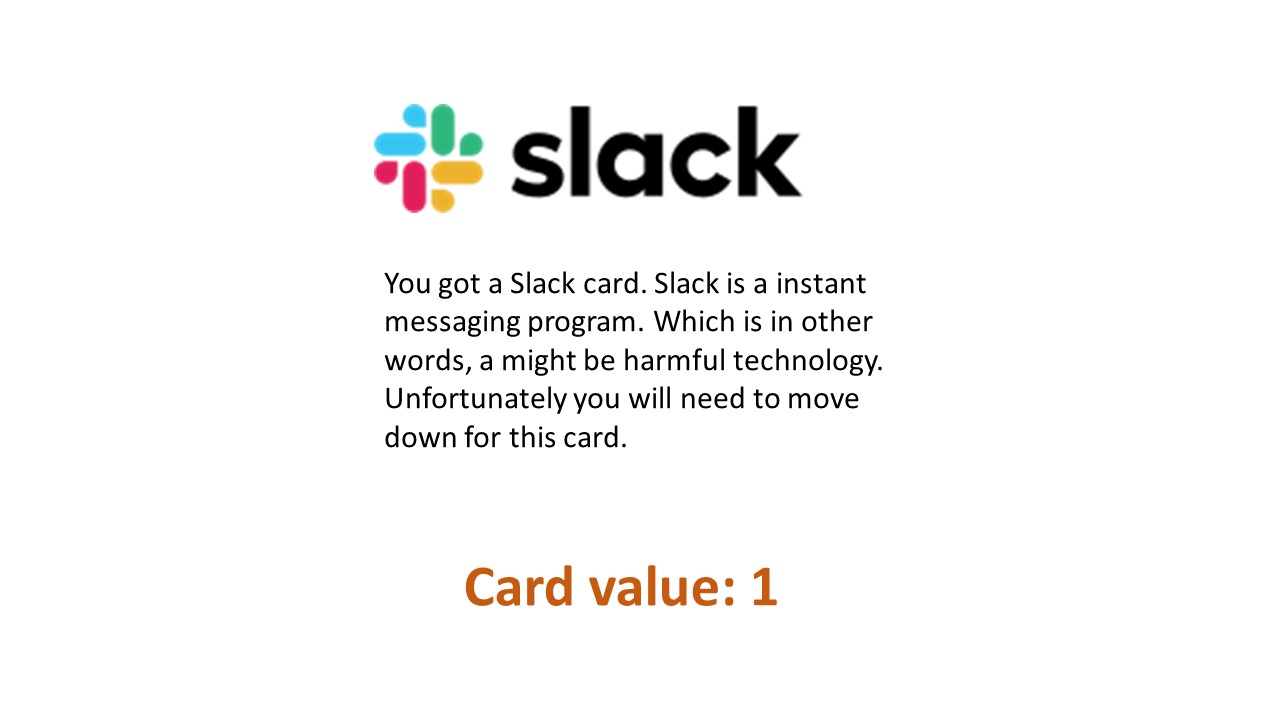 slack
You got a Slack card. Slack is a instant
messaging program. Which is in other
words, a might be harmful technology.
Unfortunately you will need to move
down for this card.
Card value: 1